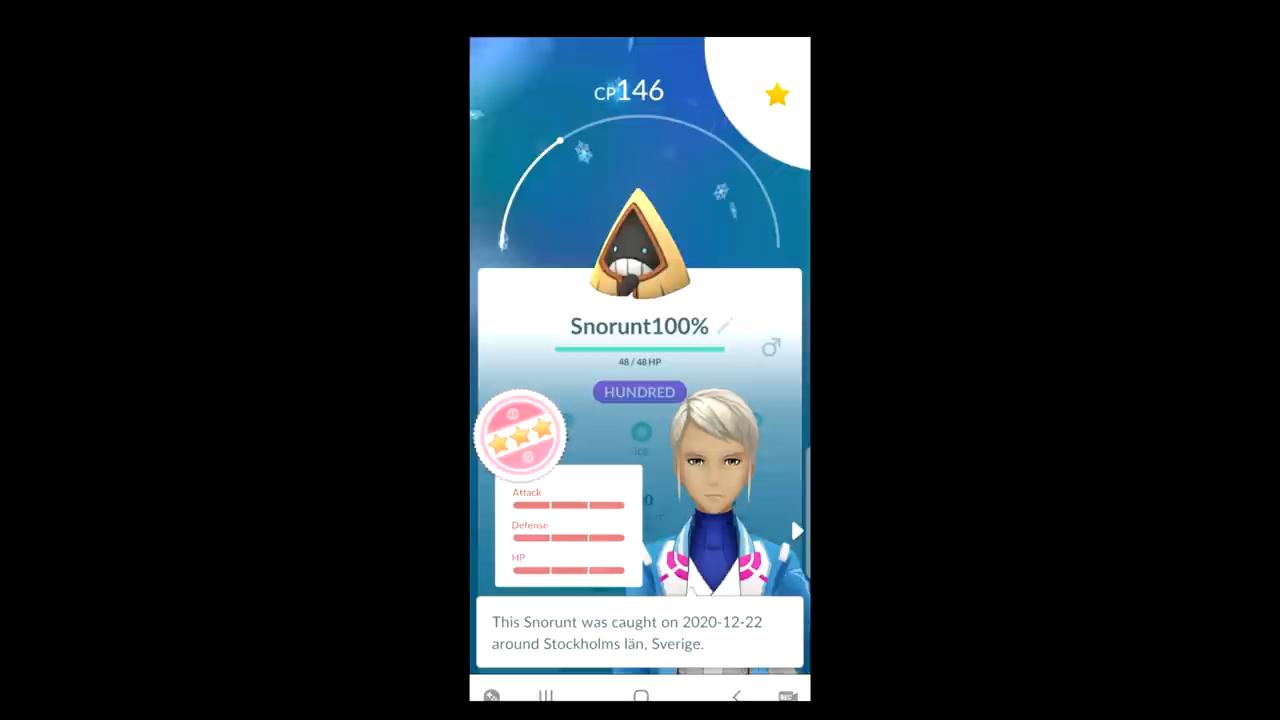 CP146
Snorunt100%
48 / 48 HP
HUNDRED
ICE
Attack
Defense
HP
This Snorunt was caught on 2020-12-22
around Stockholms län, Sverige.